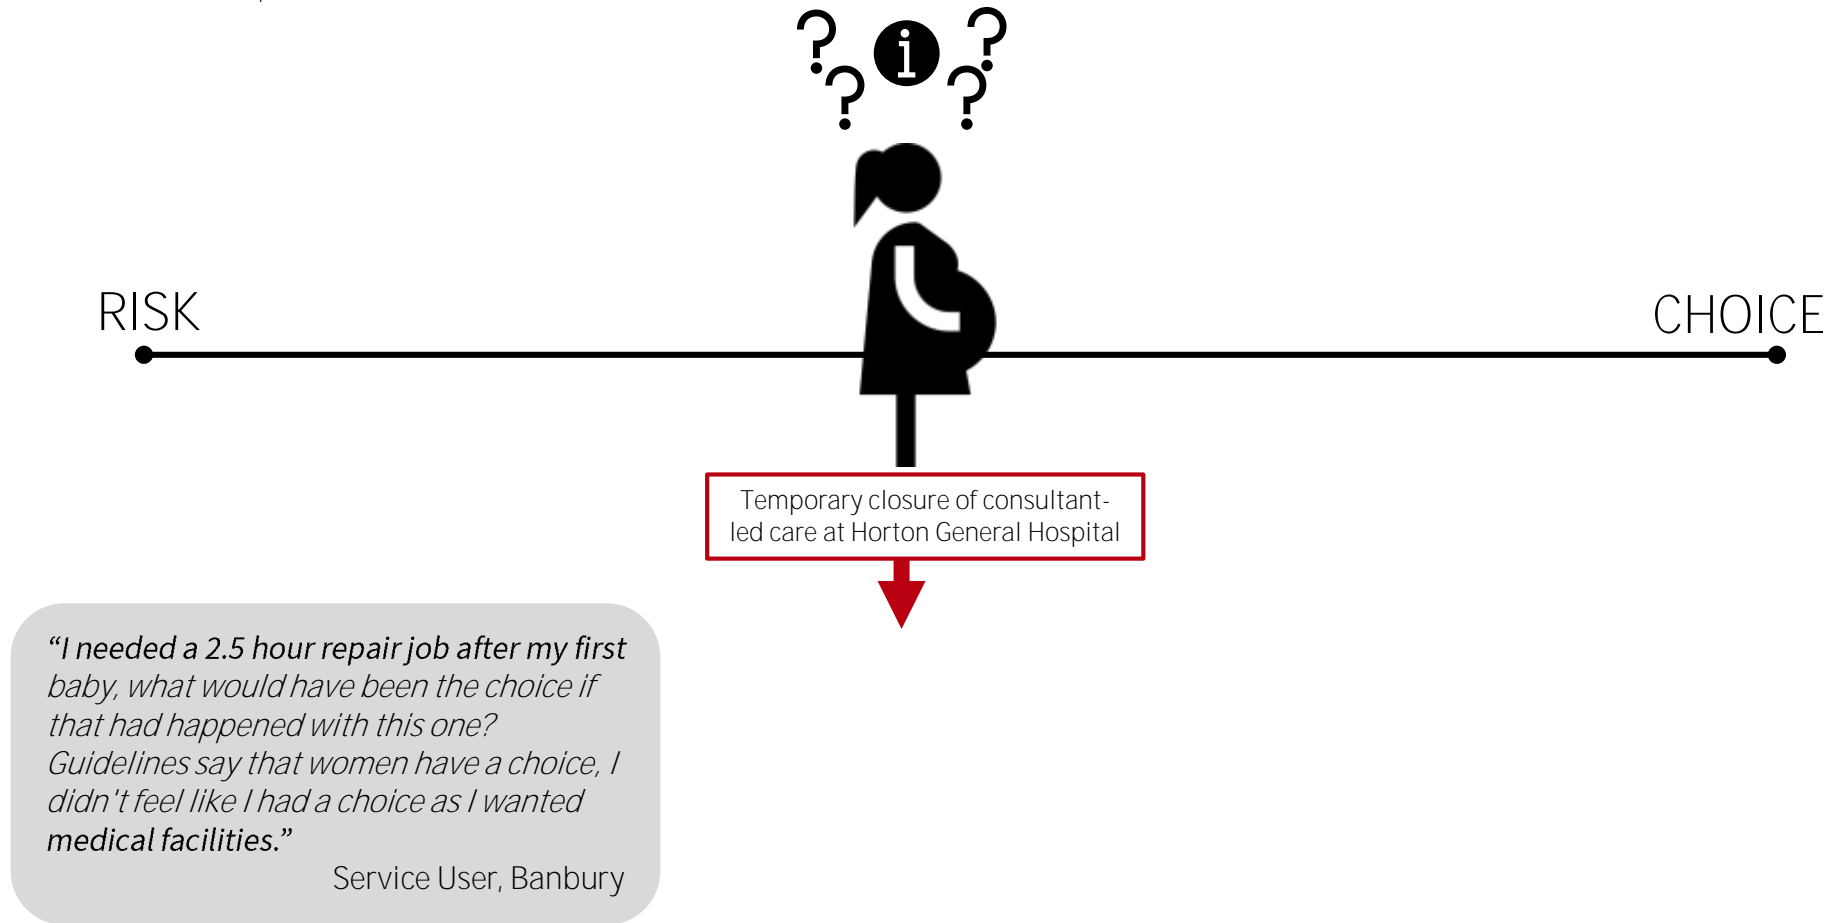 ? i ?
? ?
RISK
CHOICE
Temporary closure of consultant-
led care at Horton General Hospital
“I needed a 2.5 hour repair job after my first
baby, what would have been the choice if
that had happened with this one?
Guidelines say that women have a choice, I
didn't feel like I had a choice as I wanted
medical facilities.”
Service User, Banbury